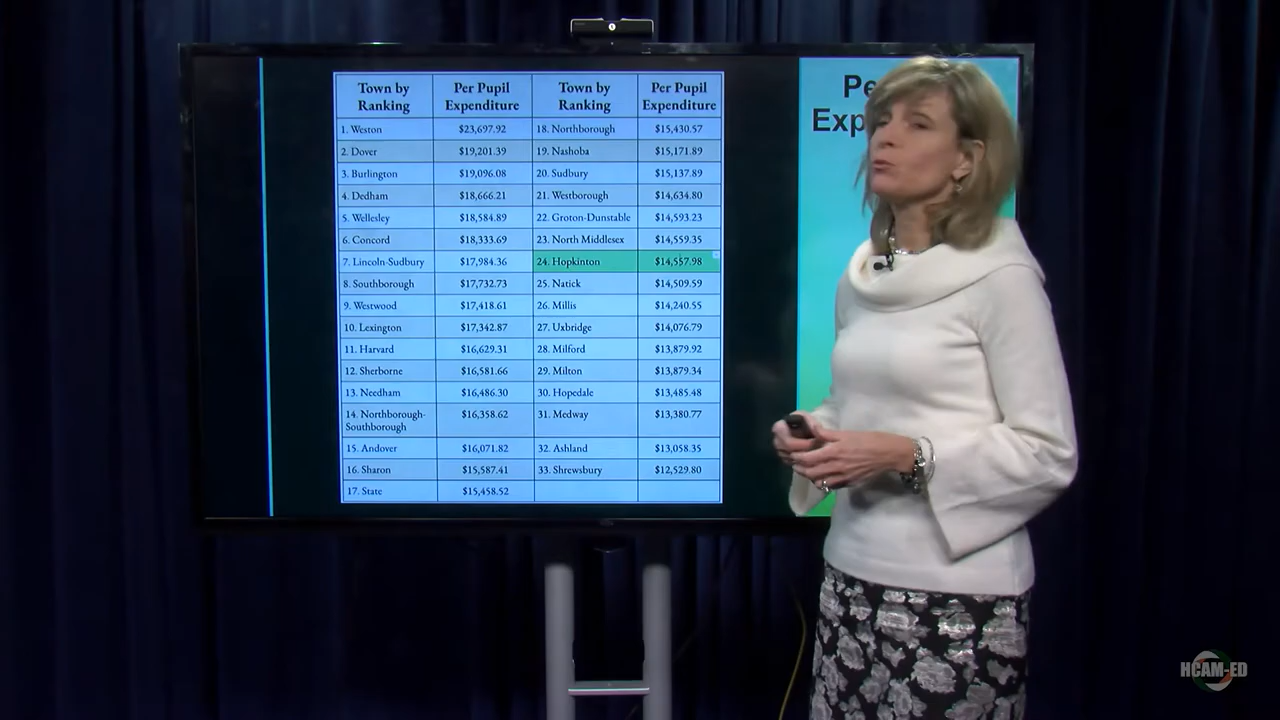 Town by Ranking Per Pupil Expenditure Town by Ranking Per Pupil Expenditure
1. Weston $23,697.92 18. Northborough $15,430.57
2. Dover $19,201.39 19. Nashoba $15,171.89
3. Burlington $19,096.08 20. Sudbury $15,137.89
4. Dedham $18,666.21 21. Westborough $14,634.80
5. Wellesley $18,584.89 22. Groton-Dunstable $14,593.23
6. Concord $18,333.69 23. North Middlesex $14,559.35
7. Lincoln-Sudbury $17,984.36 24. Hopkinton $14,557.98
8. Southborough $17,732.73 25. Natick $14,509.59
9. Westwood $17,418.61 26. Millis $14,240.55
10. Lexington $17,342.87 27. Uxbridge $14,076.79
11. Harvard $16,629.31 28. Milford $13,879.92
12. Sherborne $16,581.66 29. Milton $13,879.34
13. Needham $16,486.30 30. Hopedale $13,485.48
14. Northborough-Southborough $16,358.62 31. Medway $13,380.77
15. Andover $16,071.82 32. Ashland $13,058.35
16. Sharon $15,587.41 33. Shrewsbury $12,529.80
17. State $15,458.52
HCAM-ED